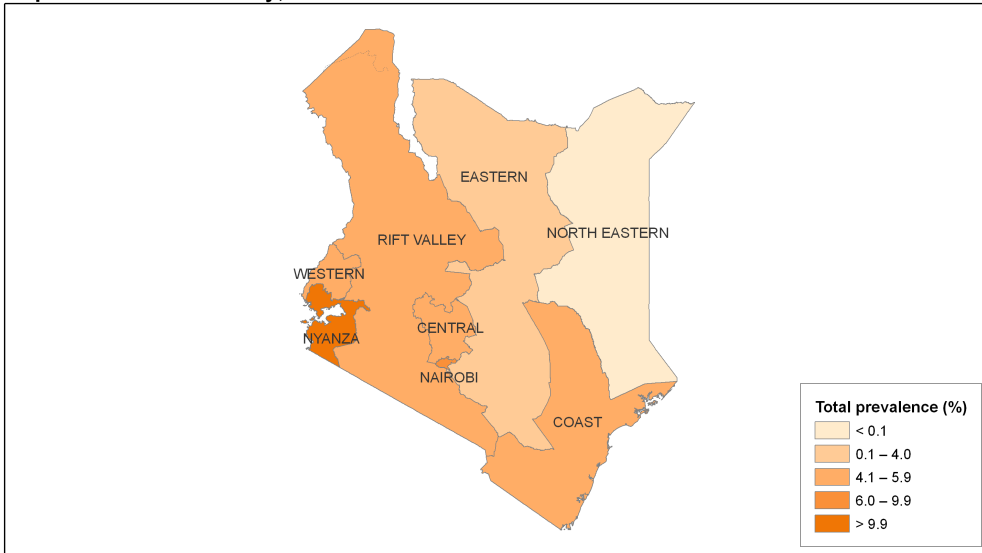 EASTERN
NORTH EASTERN
RIFT VALLEY
WESTERN
CENTRAL
NYANZA
NAIROBI
COAST
Total prevalence (%)
< 0.1
0.1 – 4.0
4.1 – 5.9
6.0 – 9.9
> 9.9